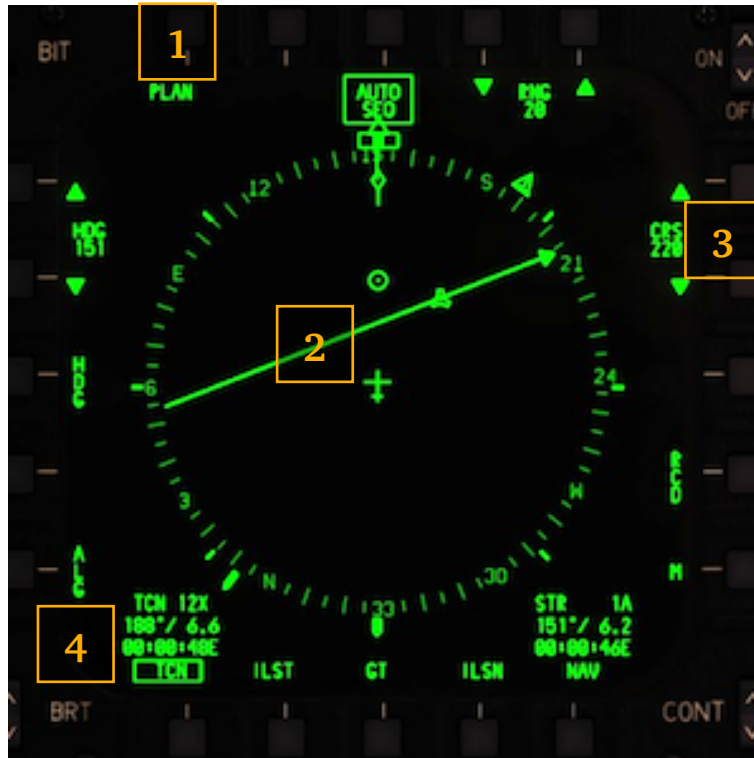 1
BIT
ON
PLAN
AUTO
SEQ
RNG
20
OFF
12
S
HDG
151
CRS
220
3
E
21
2
HDG
6
24
3
W
RCD
ALG
N
33
30
M
TCN 12X
188°/ 6.6
00:00:48E
STR 1A
151°/ 6.2
00:00:46E
4
TCN
ILST
GT
ILSN
NAV
BRT
CONT